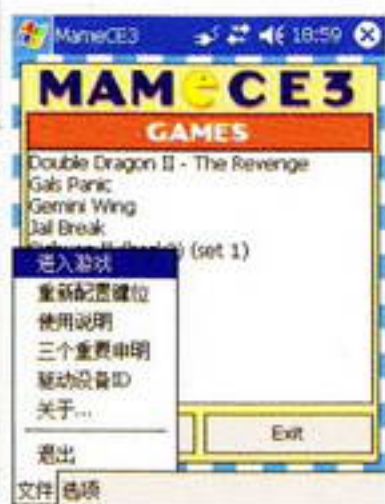 MameCE3 18:59
MAMeCE3
GAMES
Double Dragon II - The Revenge
Gals Panic
Gemini Wing
Jail Break
(set 1)
进入游戏
重新配置键位
使用说明
三个重要申明
驱动设备ID
关于...
退出
Exit
文件 选项